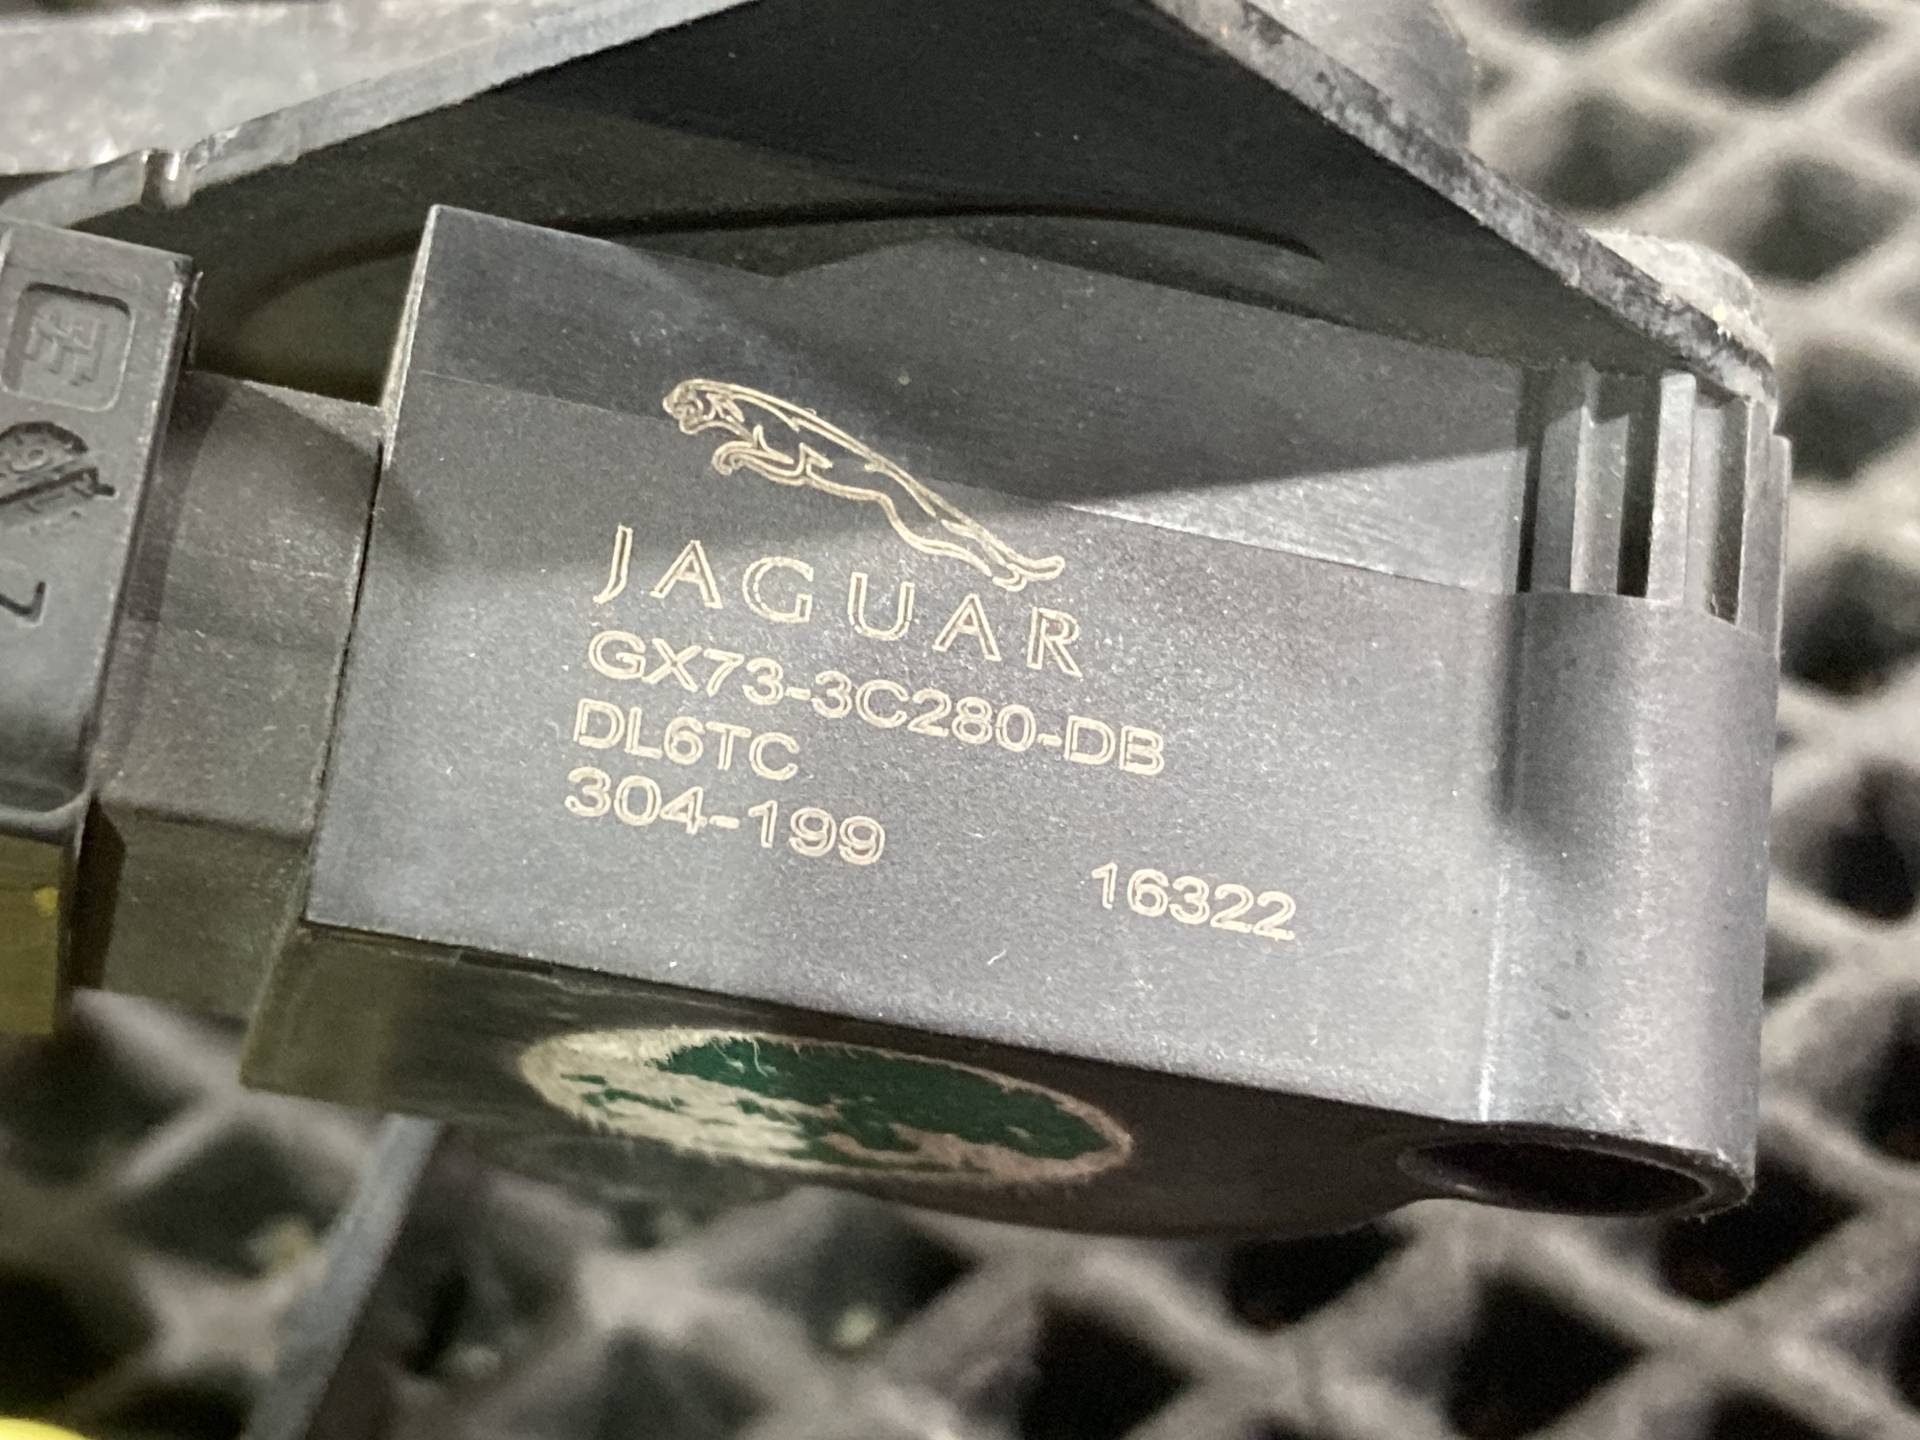 JAGUAR
GX73-3C280-DB
DL6TC
304-199
16322